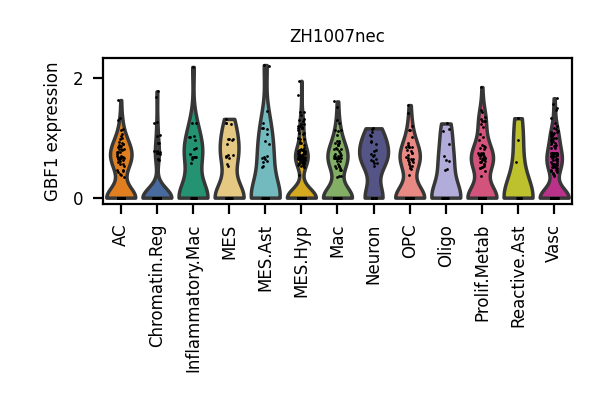 ZH1007nec
GBF1 expression
2
0
AC
Chromatin.Reg
Inflammatory.Mac
MES
MES.Ast
MES.Hyp
Mac
Neuron
OPC
Oligo
Prolif.Metab
Reactive.Ast
Vasc